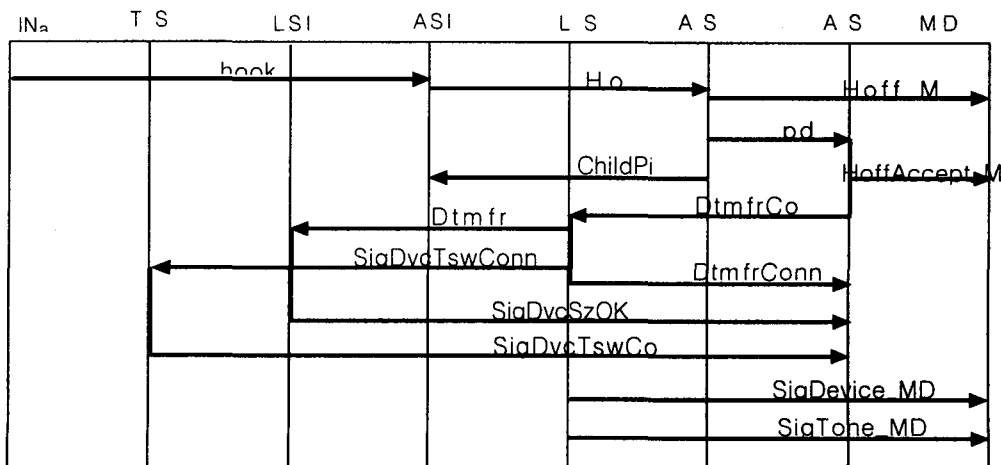 INa T S LSI ASI L S A S A S MD
hook
Ho
Hoff_M
pd
ChildPi
HoffAccept_M
DtmfrCo
Dtmfr
SigDvcTswConn
DtmfrConn
SigDvcSzOK
SigDvcTswCo
SigDevice_MD
SigTone_MD